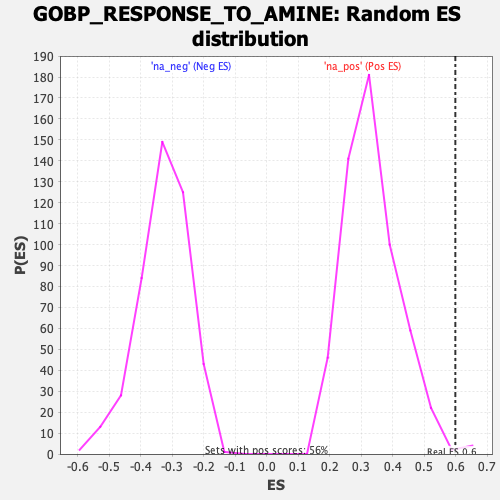 GOBP_RESPONSE_TO_AMINE: Random ES
distribution
'na_neg' (Neg ES)
'na_pos' (Pos ES)
190
180
170
160
150
140
130
120
110
100
90
80
70
60
50
40
30
20
10
0
P(ES)
Sets with pos scores: 56%
Real ES 0.6
-0.6 -0.5 -0.4 -0.3 -0.2 -0.1 0.0 0.1 0.2 0.3 0.4 0.5 0.6 0.7
ES